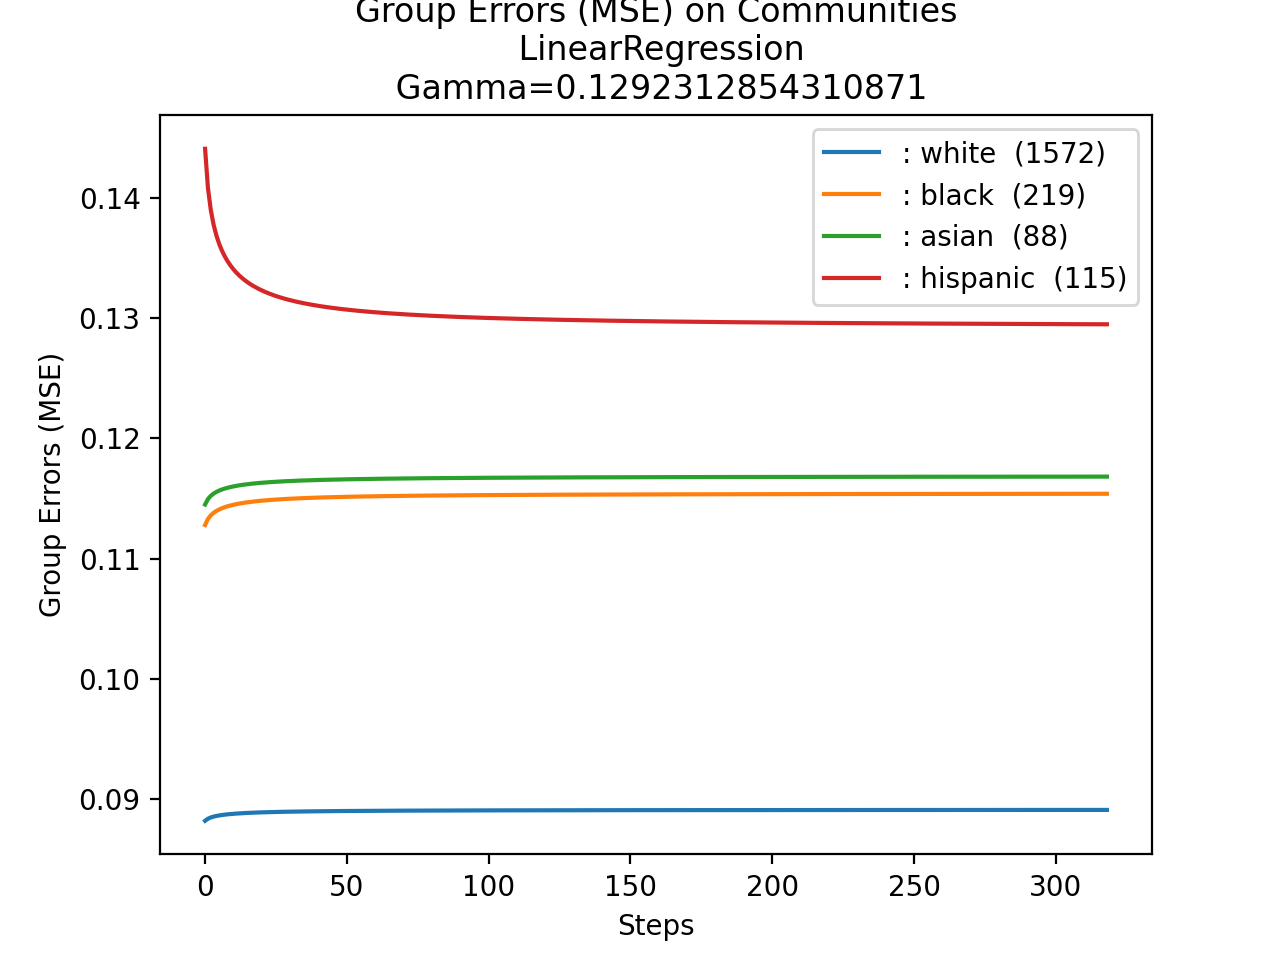 Group Errors (MSE) on Communities
LinearRegression
Gamma=0.1292312854310871
: white (1572)
: black (219)
: asian (88)
: hispanic (115)
Group Errors (MSE)
0.14
0.13
0.12
0.11
0.10
0.09
0 50 100 150 200 250 300
Steps